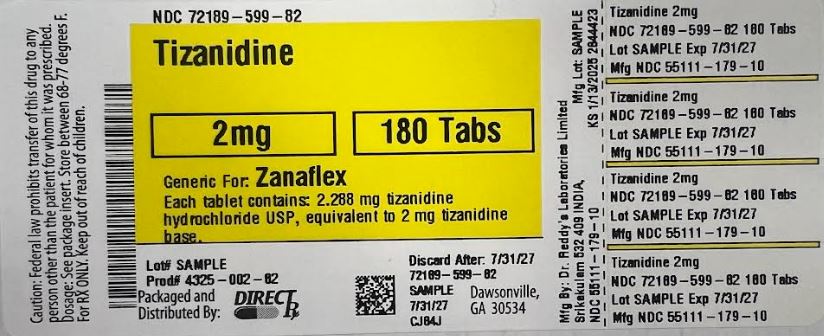 Caution: Federal law prohibits transfer of this drug to any
person other than the patient for whom it was prescribed.
Dosage: See package insert. Store between 68-77 degrees F.
For RX ONLY. Keep out of reach of children.
NDC 72189-599-82
Tizanidine
2mg
180 Tabs
Generic For: Zanaflex
Each tablet contains: 2.288 mg tizanidine
hydrochloride USP, equivalent to 2 mg tizanidine
base.
Lot# SAMPLE
Prod# 4325-002-82
Packaged and
Distributed By:
DIRECT Rx
Discard After: 7/31/27
72189-599-82
SAMPLE
7/31/27
CJ84J
Dawsonville,
GA 30534
Mfg By: Dr. Reddy's Laboratories Limited
Srikakulam 532 409 INDIA,
NDC 55111-179-10
Mfg Lot: SAMPLE
KS 1/13/2025 2844423
Tizanidine 2mg
NDC 72189-599-82 180 Tabs
Lot SAMPLE Exp 7/31/27
Mfg NDC 55111-179-10
Tizanidine 2mg
NDC 72189-599-82 180 Tabs
Lot SAMPLE Exp 7/31/27
Mfg NDC 55111-179-10
Tizanidine 2mg
NDC 72189-599-82 180 Tabs
Lot SAMPLE Exp 7/31/27
Mfg NDC 55111-179-10
Tizanidine 2mg
NDC 72189-599-82 180 Tabs
Lot SAMPLE Exp 7/31/27
Mfg NDC 55111-179-10